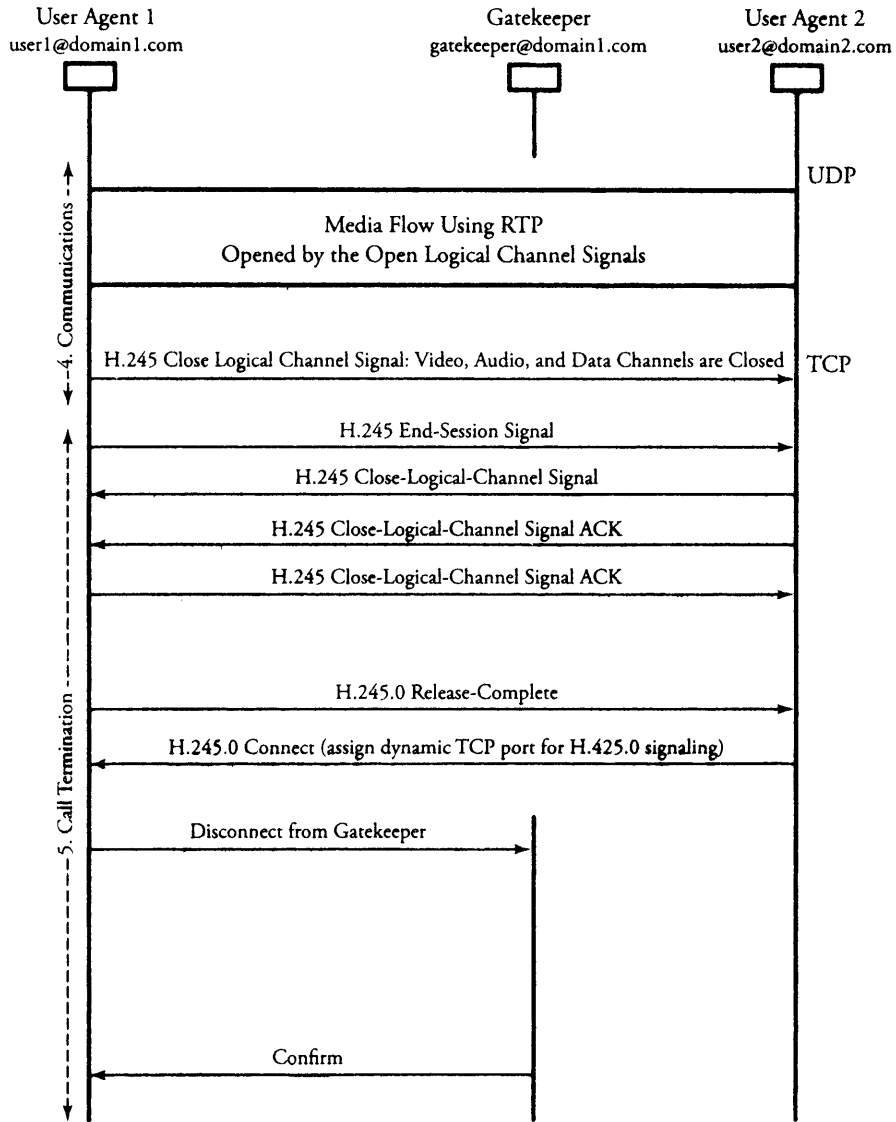 User Agent 1
user1@domain1.com
Gatekeeper
gatekeeper@domain1.com
User Agent 2
user2@domain2.com
UDP
Media Flow Using RTP
Opened by the Open Logical Channel Signals
4. Communications
H.245 Close Logical Channel Signal: Video, Audio, and Data Channels are Closed
TCP
H.245 End-Session Signal
H.245 Close-Logical-Channel Signal
H.245 Close-Logical-Channel Signal ACK
H.245 Close-Logical-Channel Signal ACK
5. Call Termination
H.245.0 Release-Complete
H.245.0 Connect (assign dynamic TCP port for H.425.0 signaling)
Disconnect from Gatekeeper
Confirm